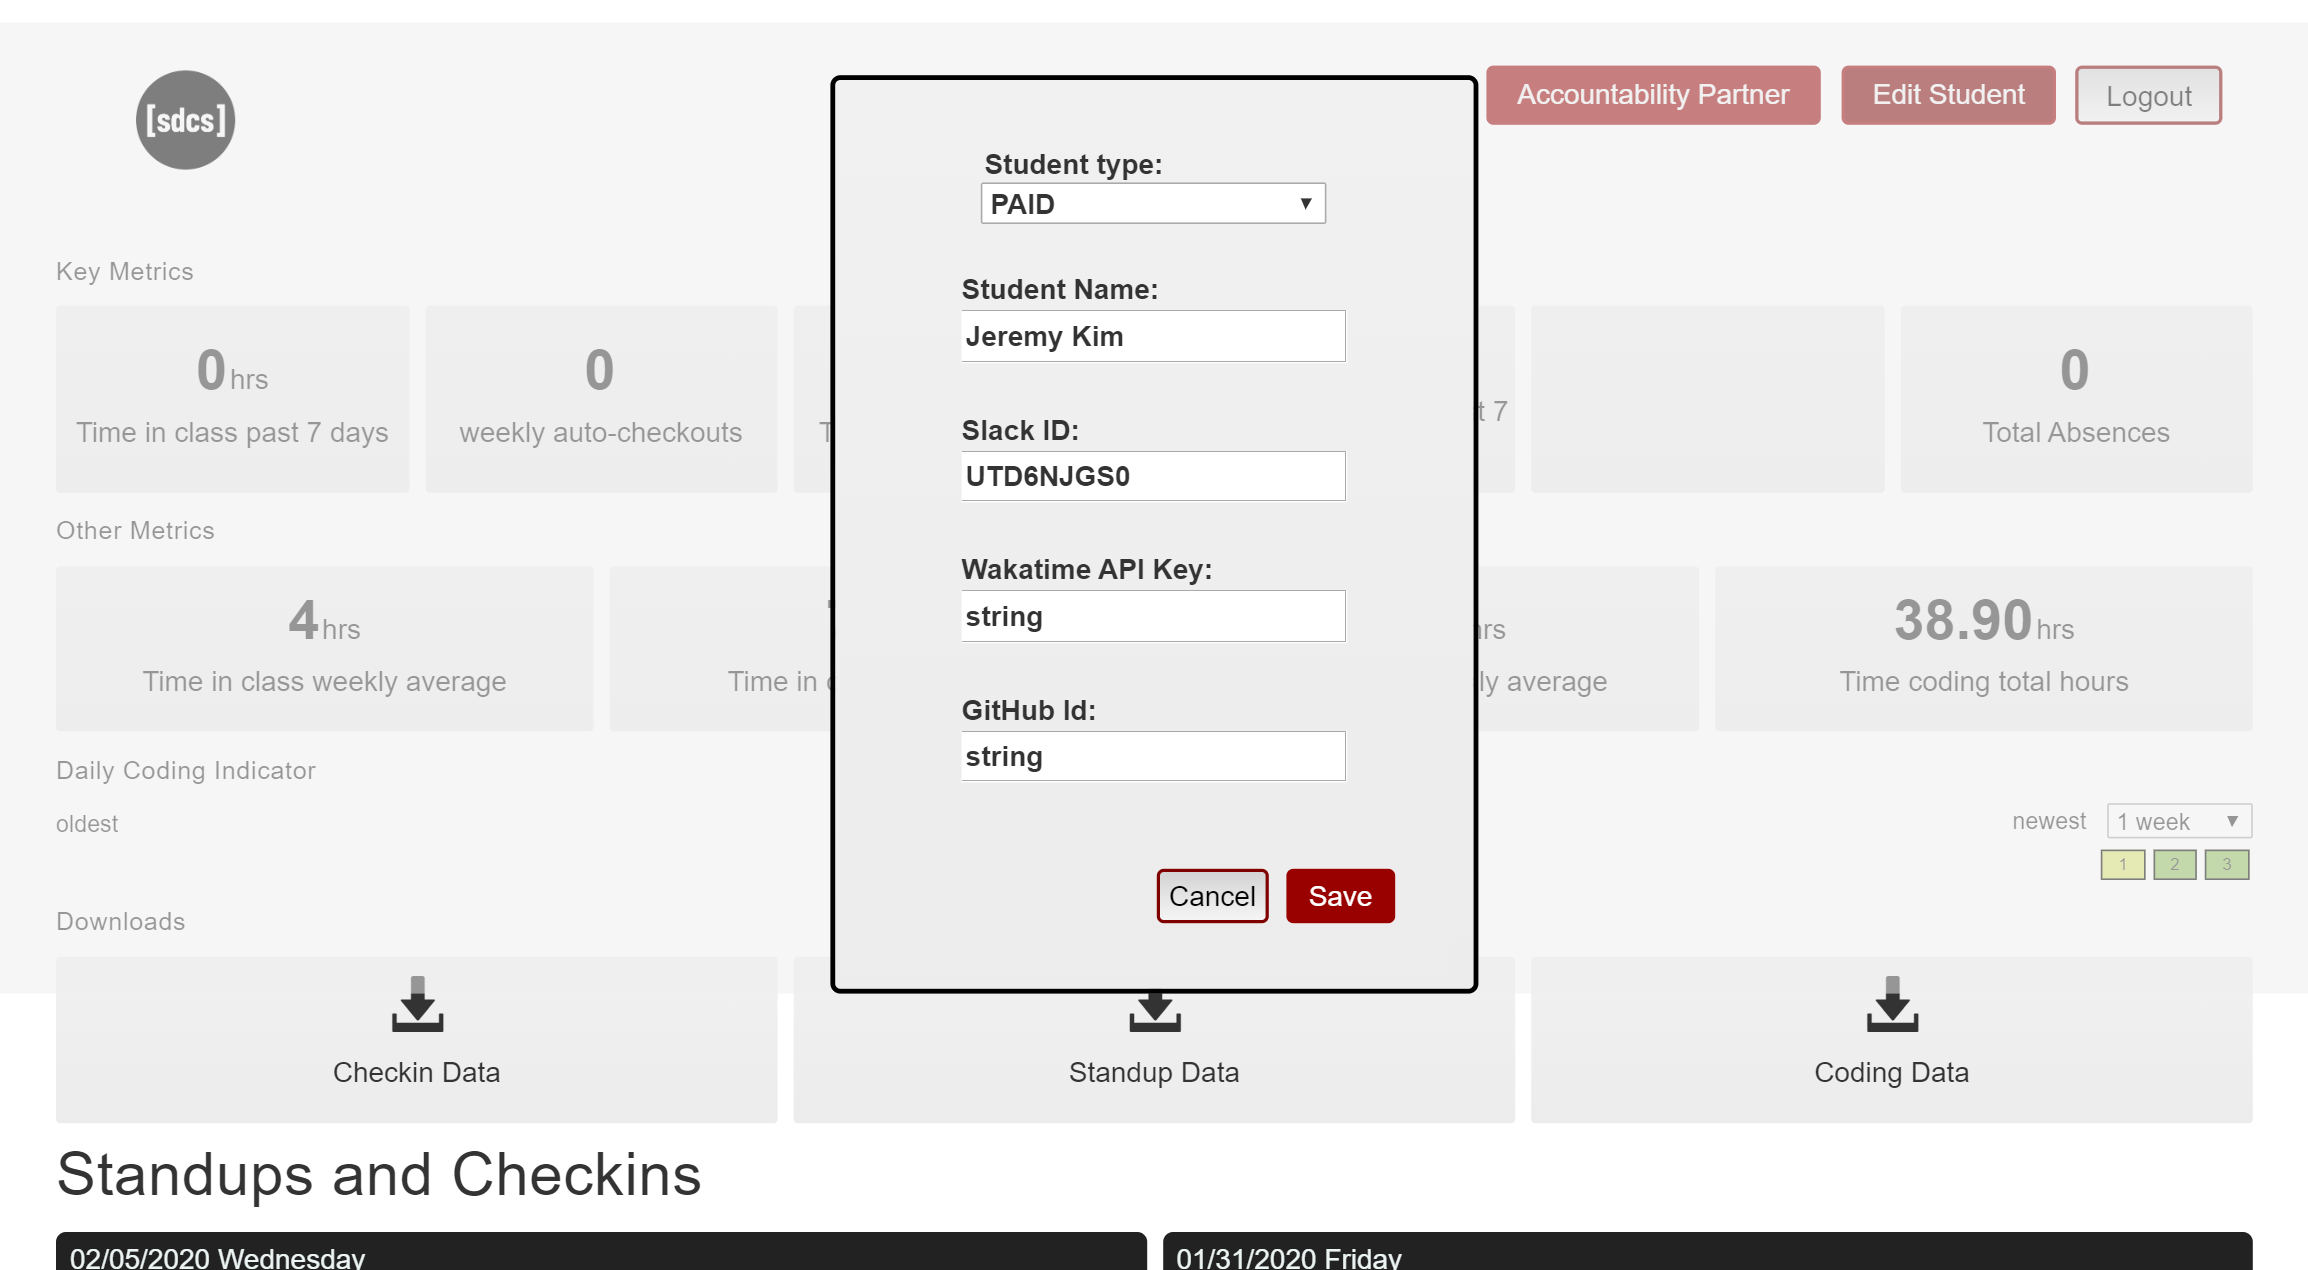 [sdcs]
Accountability Partner
Edit Student
Logout
Student type:
PAID
Student Name:
Jeremy Kim
Slack ID:
UTD6NJGS0
Wakatime API Key:
string
GitHub Id:
string
Cancel
Save
Key Metrics
0 hrs
Time in class past 7 days
0
weekly auto-checkouts
t 7
0
Total Absences
Other Metrics
4 hrs
Time in class weekly average
Time in
hrs
ly average
38.90 hrs
Time coding total hours
Daily Coding Indicator
oldest
newest
1 week
1
2
3
Downloads
Checkin Data
Standup Data
Coding Data
Standups and Checkins
02/05/2020 Wednesday
01/31/2020 Friday